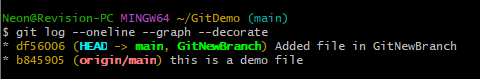 Neon@Revision-PC MINGW64 ~/GitDemo (main)
$ git log --oneline --graph --decorate
* df56006 (HEAD -> main, GitNewBranch) Added file in GitNewBranch
* b845905 (origin/main) this is a demo file